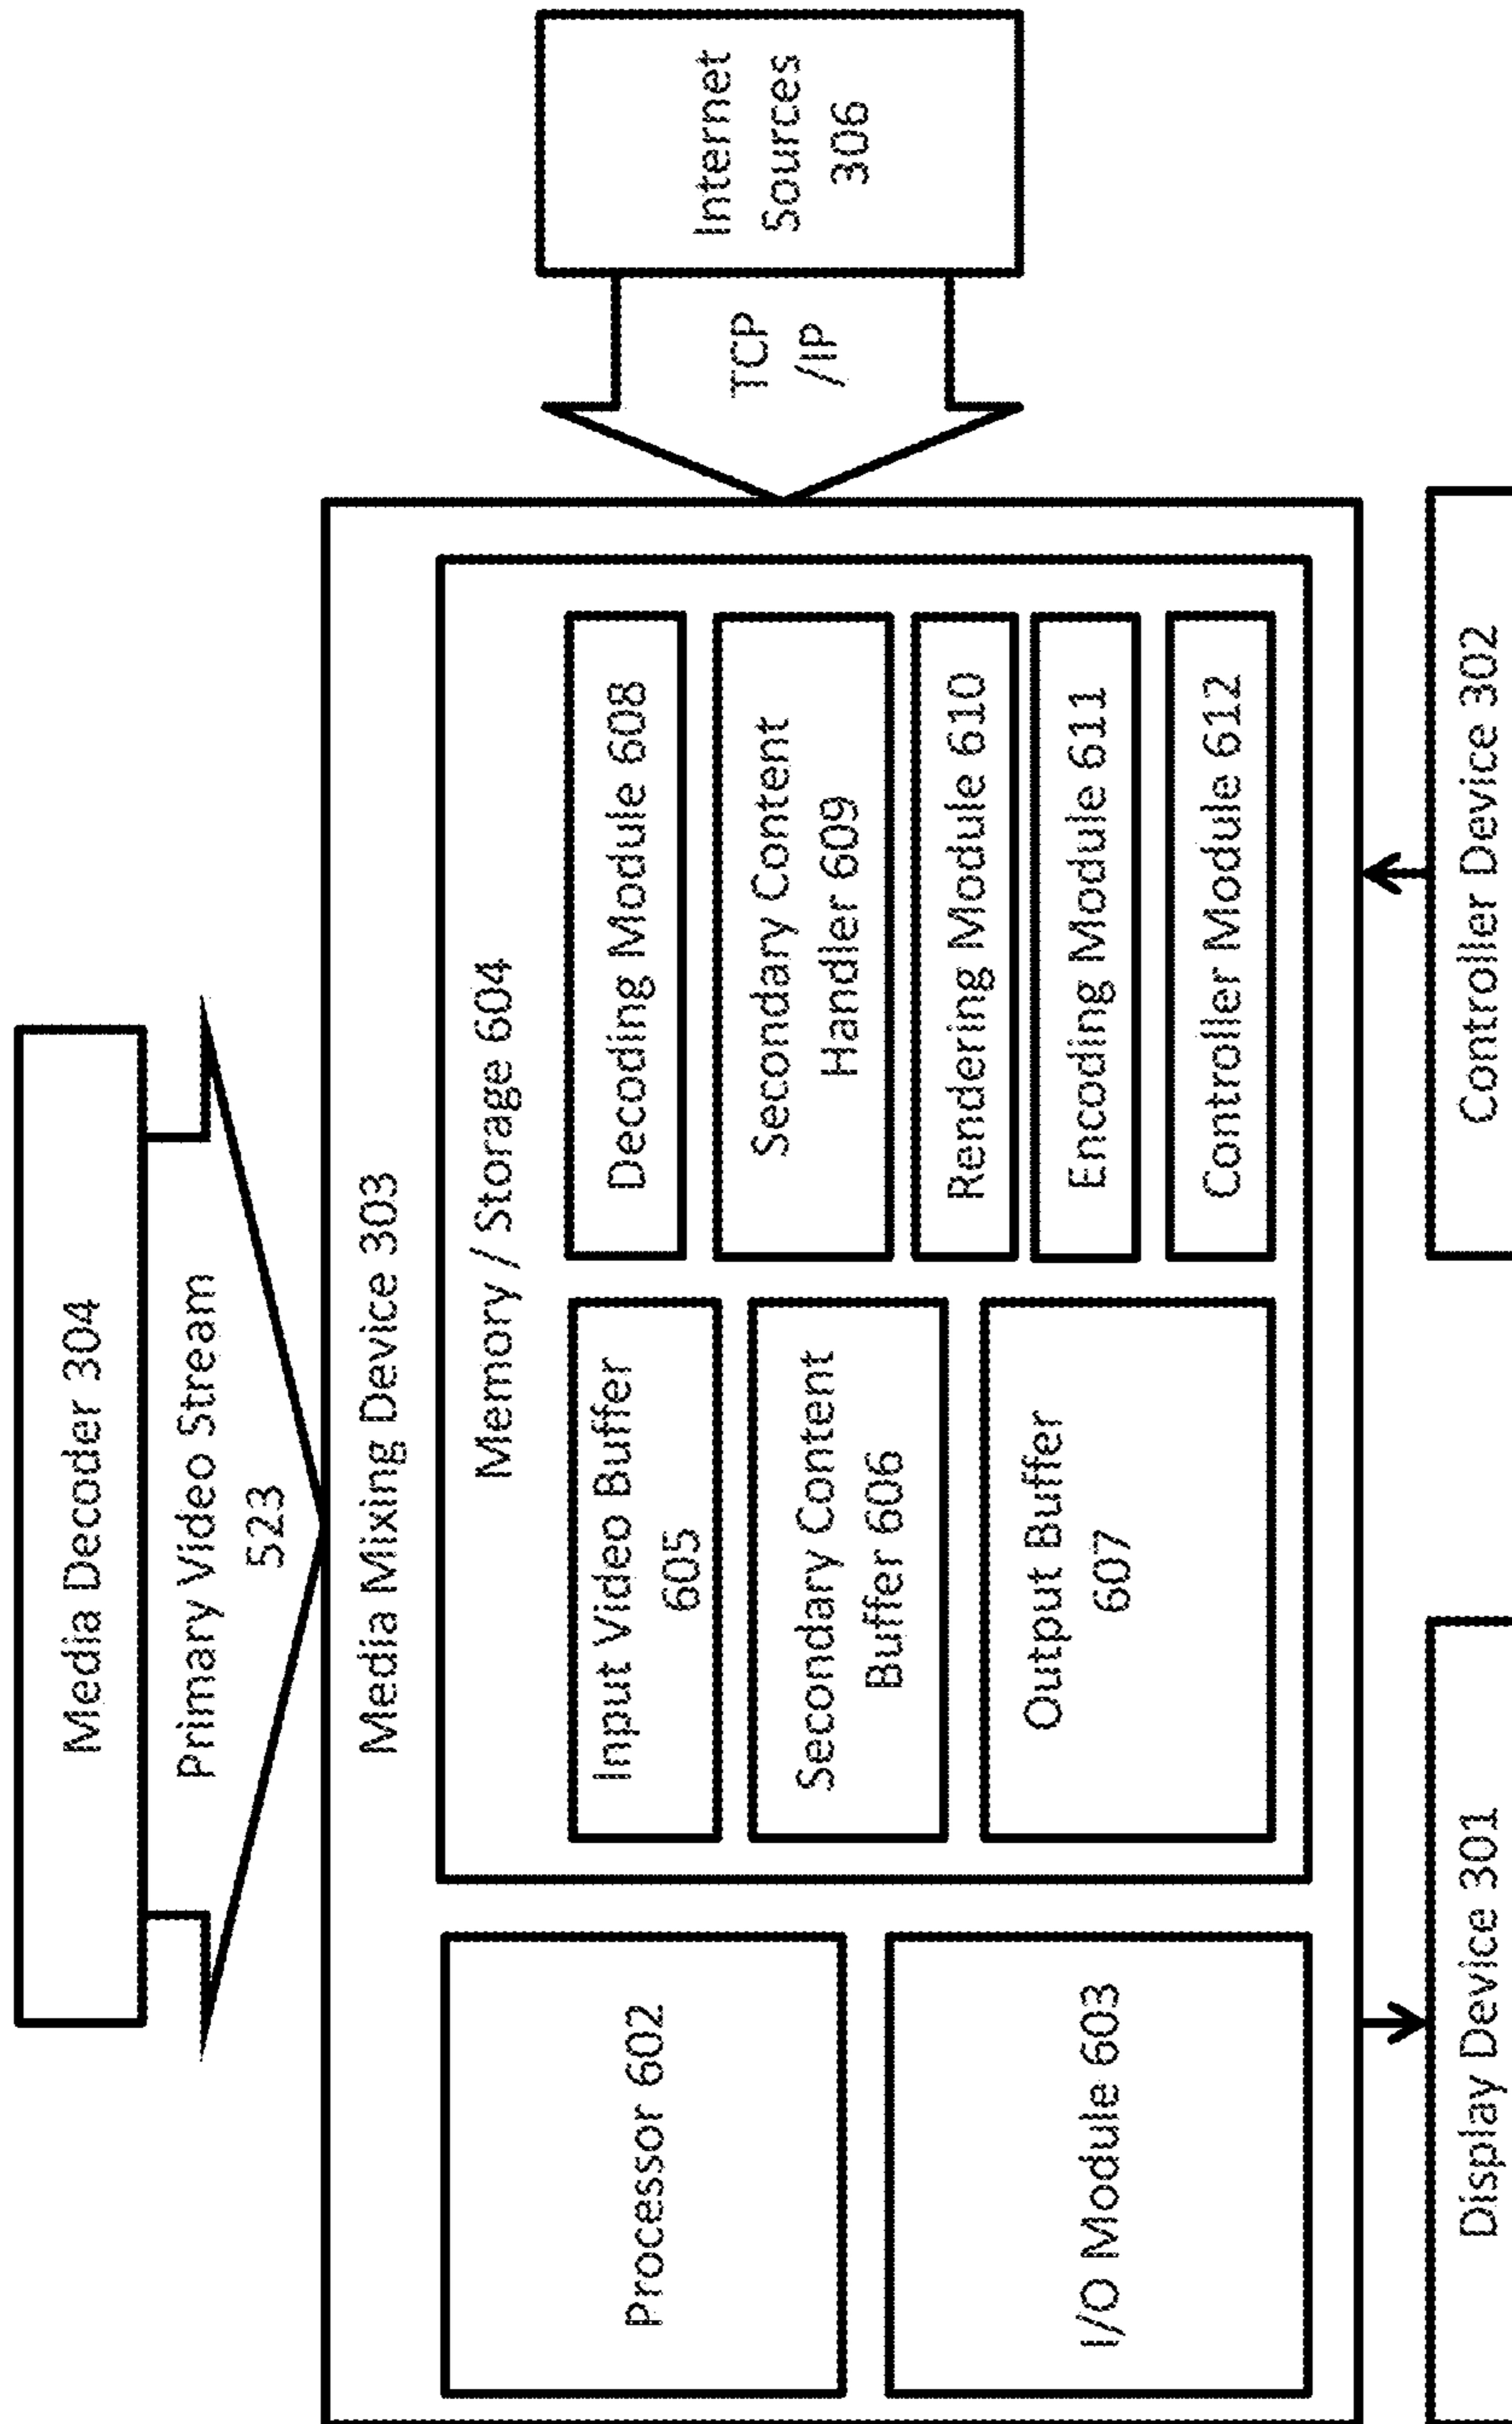 Media Decoder 304
Primary Video Stream
523
Media Mixing Device 303
Processor 602
I/O Module 603
Memory / Storage 604
Input Video Buffer
605
Secondary Content
Buffer 606
Output Buffer
607
Decoding Module 608
Secondary Content
Handler 609
Rendering Module 610
Encoding Module 611
Controller Module 612
TCP
/IP
Internet
Sources
306
Display Device 301
Controller Device 302